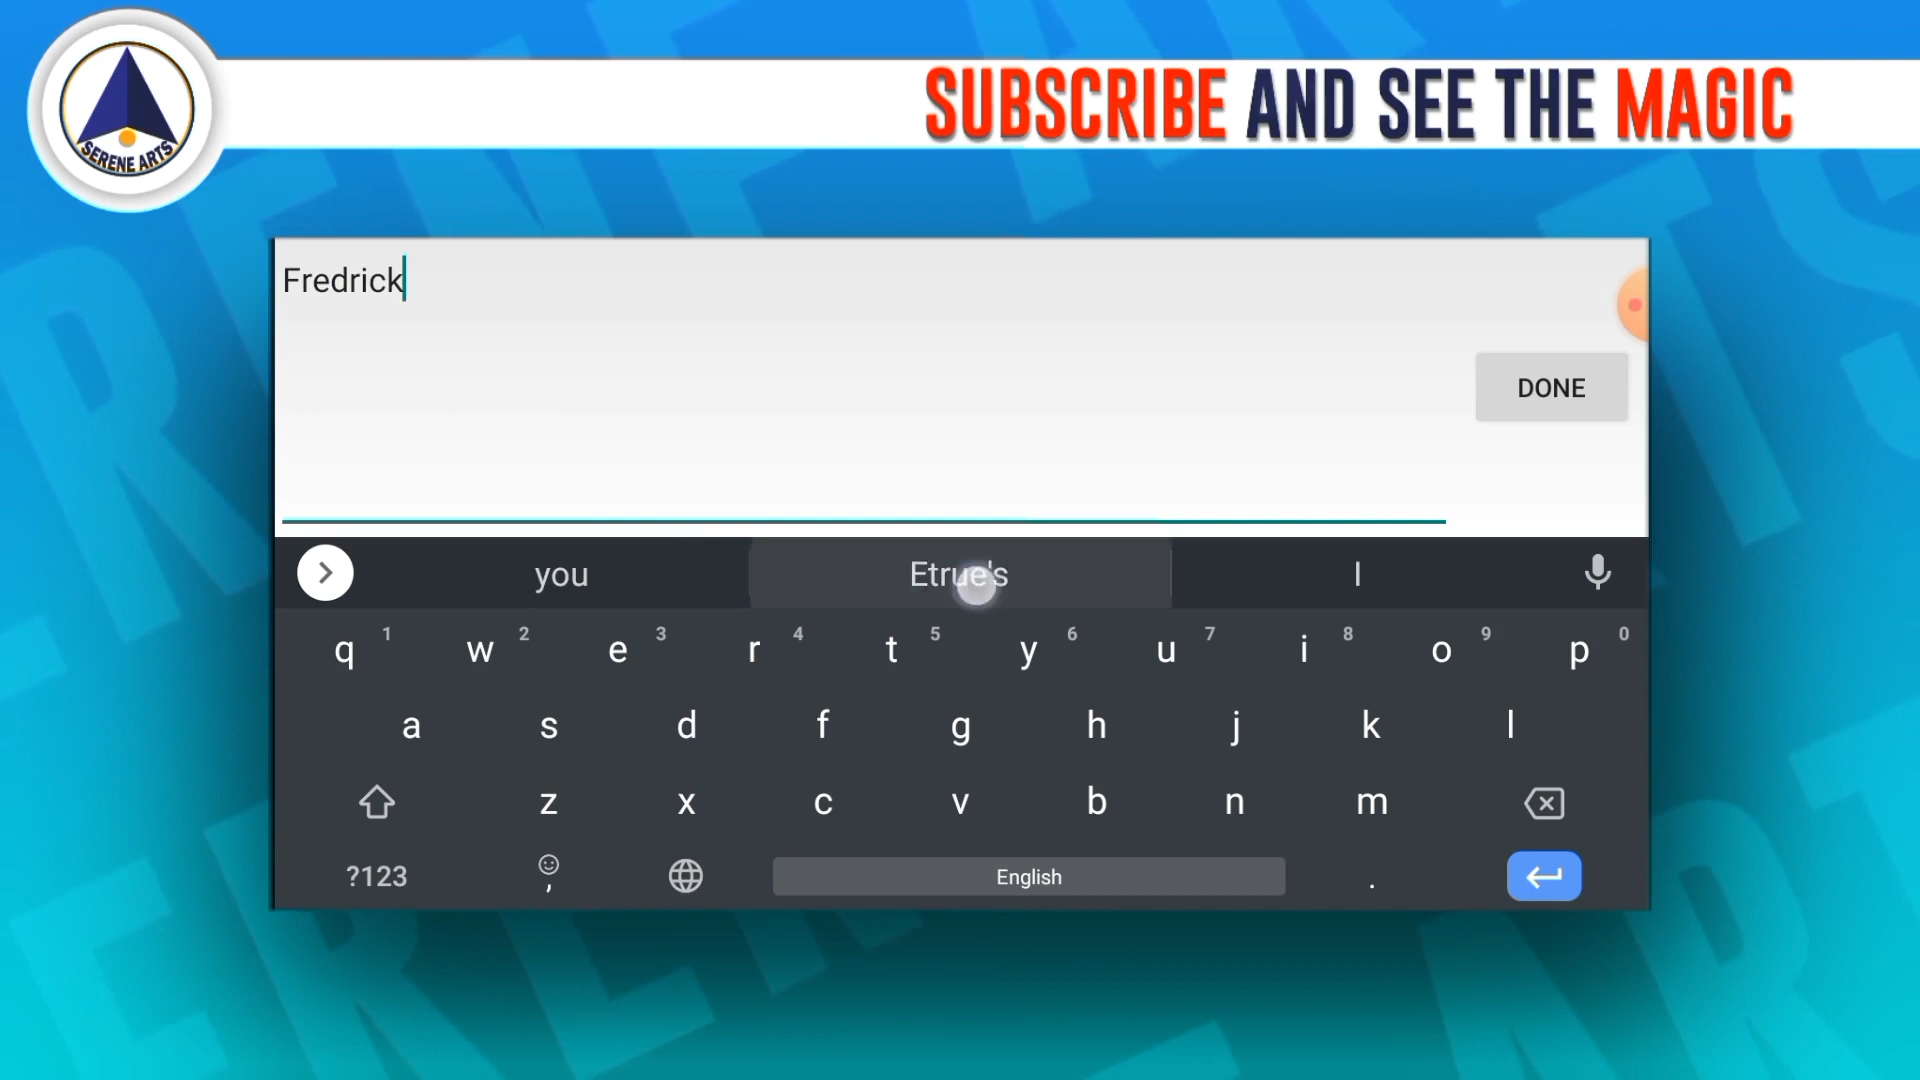 SERENE ARTS
SUBSCRIBE AND SEE THE MAGIC
Fredrick
DONE
you Etrue's I
q 1 w 2 e 3 r 4 t 5 y 6 u 7 i 8 o 9 p 0
a s d f g h j k l
z x c v b n m
?123 , English .